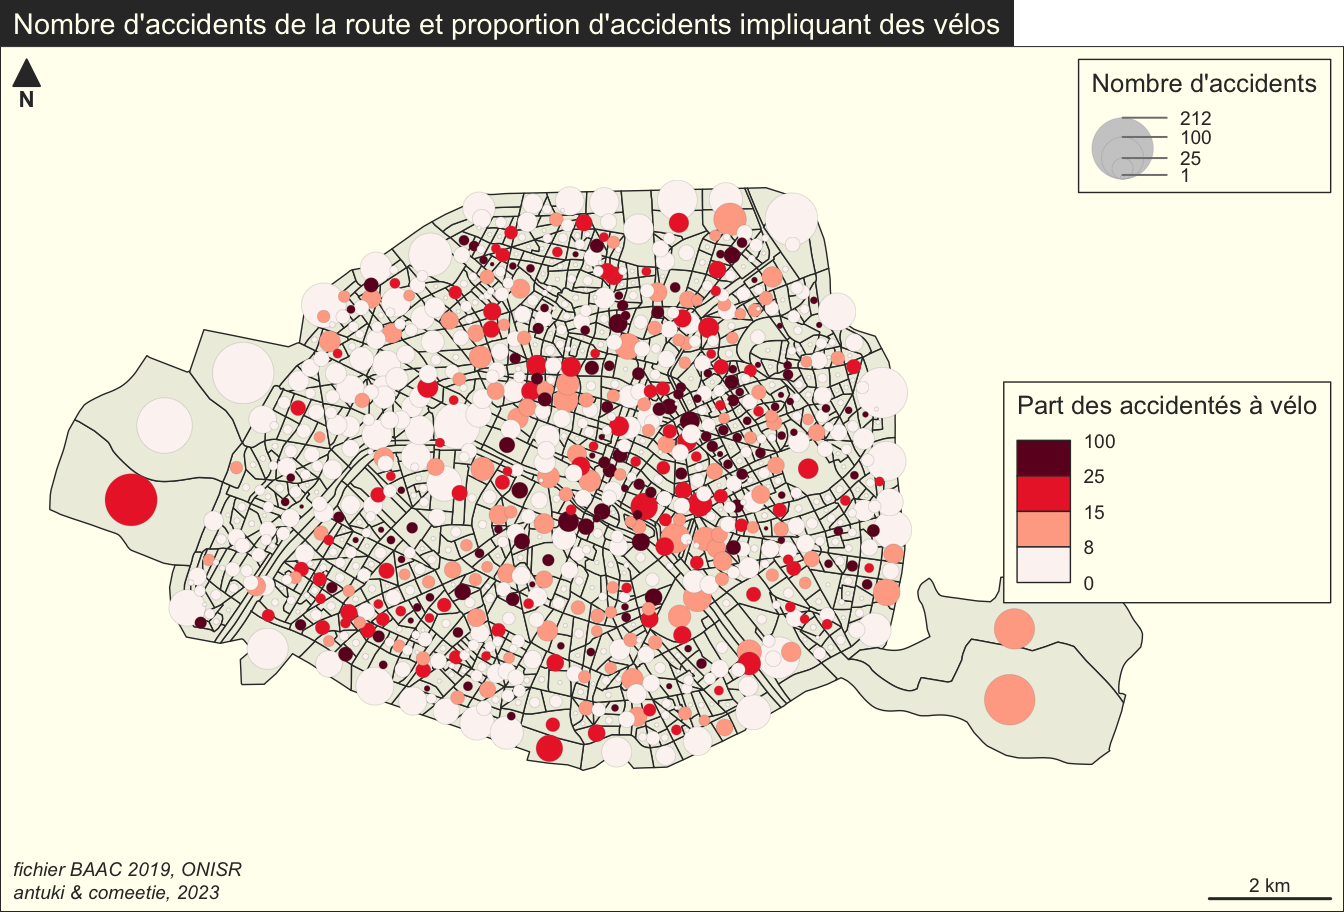 Nombre d'accidents de la route et proportion d'accidents impliquant des vélos
N
Nombre d'accidents
212
100
25
1
Part des accidentés à vélo
100
25
15
8
0
fichier BAAC 2019, ONISR
antuki & comeetie, 2023
2 km